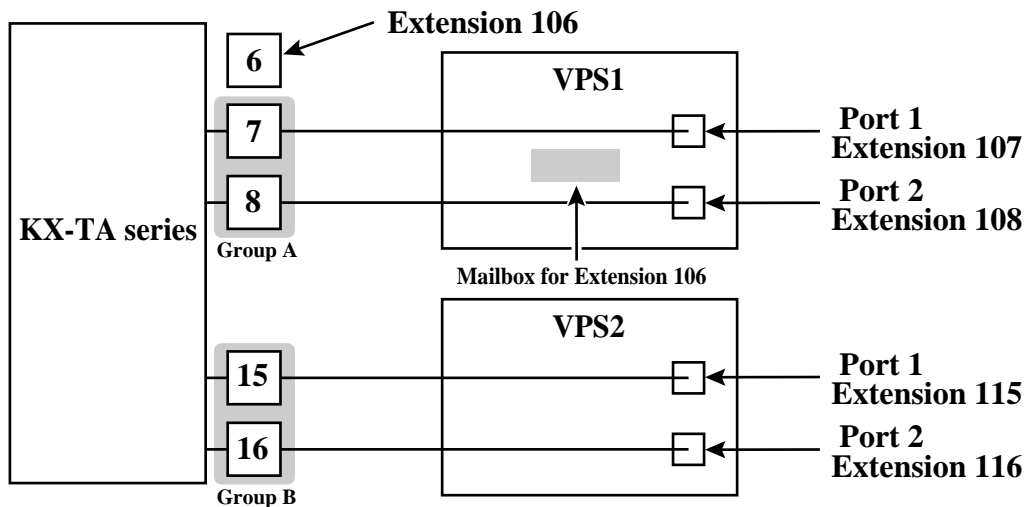 Extension 106
6
VPS1
7
Port 1
Extension 107
8
Port 2
Extension 108
KX-TA series
Group A
Mailbox for Extension 106
VPS2
15
Port 1
Extension 115
16
Port 2
Extension 116
Group B